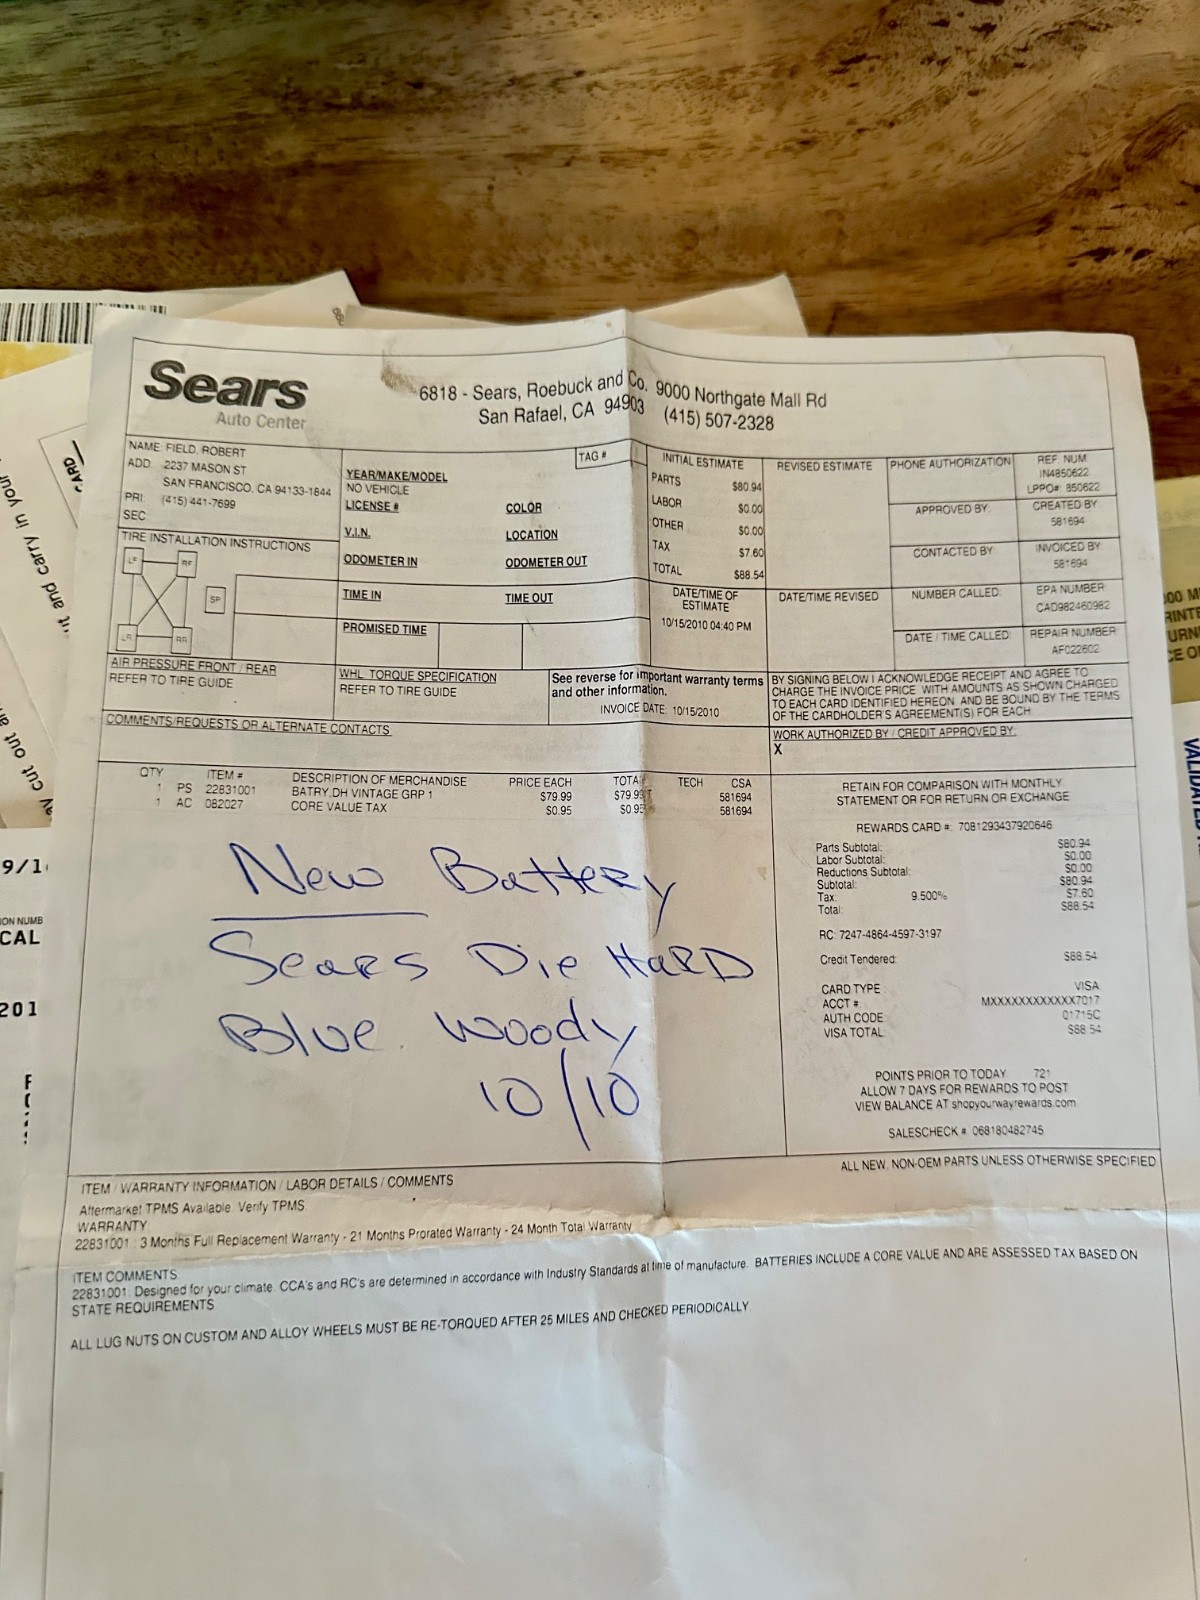 Sears
Auto Center
6818 - Sears, Roebuck and Co. 9000 Northgate Mall Rd
San Rafael, CA 94903 (415) 507-2328
NAME: FIELD, ROBERT
ADD 2237 MASON ST
SAN FRANCISCO, CA 94133-1844
PRI: (415) 441-7699
SEC
TIRE INSTALLATION INSTRUCTIONS
LF RF
SP
LR RR
AIR PRESSURE FRONT / REAR
REFER TO TIRE GUIDE
TAG #
YEAR/MAKE/MODEL
NO VEHICLE
LICENSE # COLOR
V.I.N. LOCATION
ODOMETER IN ODOMETER OUT
TIME IN TIME OUT
PROMISED TIME
WHL TORQUE SPECIFICATION
REFER TO TIRE GUIDE
INITIAL ESTIMATE
PARTS $80.94
LABOR $0.00
OTHER $0.00
TAX $7.60
TOTAL $88.54
DATE/TIME OF
ESTIMATE
10/15/2010 04:40 PM
REVISED ESTIMATE
DATE/TIME REVISED
PHONE AUTHORIZATION
APPROVED BY
CONTACTED BY
NUMBER CALLED:
DATE / TIME CALLED:
REF. NUM
IN4850622
LPPO#: 850622
CREATED BY
581694
INVOICED BY
581694
EPA NUMBER
CAD982460982
REPAIR NUMBER
AF022602
See reverse for important warranty terms
and other information.
INVOICE DATE: 10/15/2010
BY SIGNING BELOW I ACKNOWLEDGE RECEIPT AND AGREE TO
CHARGE THE INVOICE PRICE WITH AMOUNTS AS SHOWN CHARGED
TO EACH CARD IDENTIFIED HEREON AND BE BOUND BY THE TERMS
OF THE CARDHOLDER'S AGREEMENT(S) FOR EACH
COMMENTS/REQUESTS OR ALTERNATE CONTACTS
WORK AUTHORIZED BY / CREDIT APPROVED BY:
X
QTY ITEM # DESCRIPTION OF MERCHANDISE PRICE EACH TOTAL TECH CSA
1 PS 22831001 BATRY,DH VINTAGE GRP 1 $79.99 $79.99T 581694
1 AC 082027 CORE VALUE TAX $0.95 $0.95 581694
New Battery
Sears Die Hard
Blue Woody
10/10
RETAIN FOR COMPARISON WITH MONTHLY
STATEMENT OR FOR RETURN OR EXCHANGE
REWARDS CARD #: 7081293437920646
Parts Subtotal: $80.94
Labor Subtotal: $0.00
Reductions Subtotal: $0.00
Subtotal: $80.94
Tax: 9.500% $7.60
Total: $88.54
RC: 7247-4864-4597-3197
Credit Tendered: $88.54
CARD TYPE VISA
ACCT # MXXXXXXXXXXXX7017
AUTH CODE 01715C
VISA TOTAL $88.54
POINTS PRIOR TO TODAY: 721
ALLOW 7 DAYS FOR REWARDS TO POST
VIEW BALANCE AT shopyourwayrewards.com
SALESCHECK # 068180482745
ALL NEW, NON-OEM PARTS UNLESS OTHERWISE SPECIFIED
ITEM / WARRANTY INFORMATION / LABOR DETAILS / COMMENTS
Aftermarket TPMS Available. Verify TPMS
WARRANTY:
22831001 : 3 Months Full Replacement Warranty - 21 Months Prorated Warranty - 24 Month Total Warranty
ITEM COMMENTS
22831001: Designed for your climate. CCA's and RC's are determined in accordance with Industry Standards at time of manufacture. BATTERIES INCLUDE A CORE VALUE AND ARE ASSESSED TAX BASED ON
STATE REQUIREMENTS
ALL LUG NUTS ON CUSTOM AND ALLOY WHEELS MUST BE RE-TORQUED AFTER 25 MILES AND CHECKED PERIODICALLY.
CARD
and carry in your
cut out
ION NUMB
CAL
201
VALIDATED